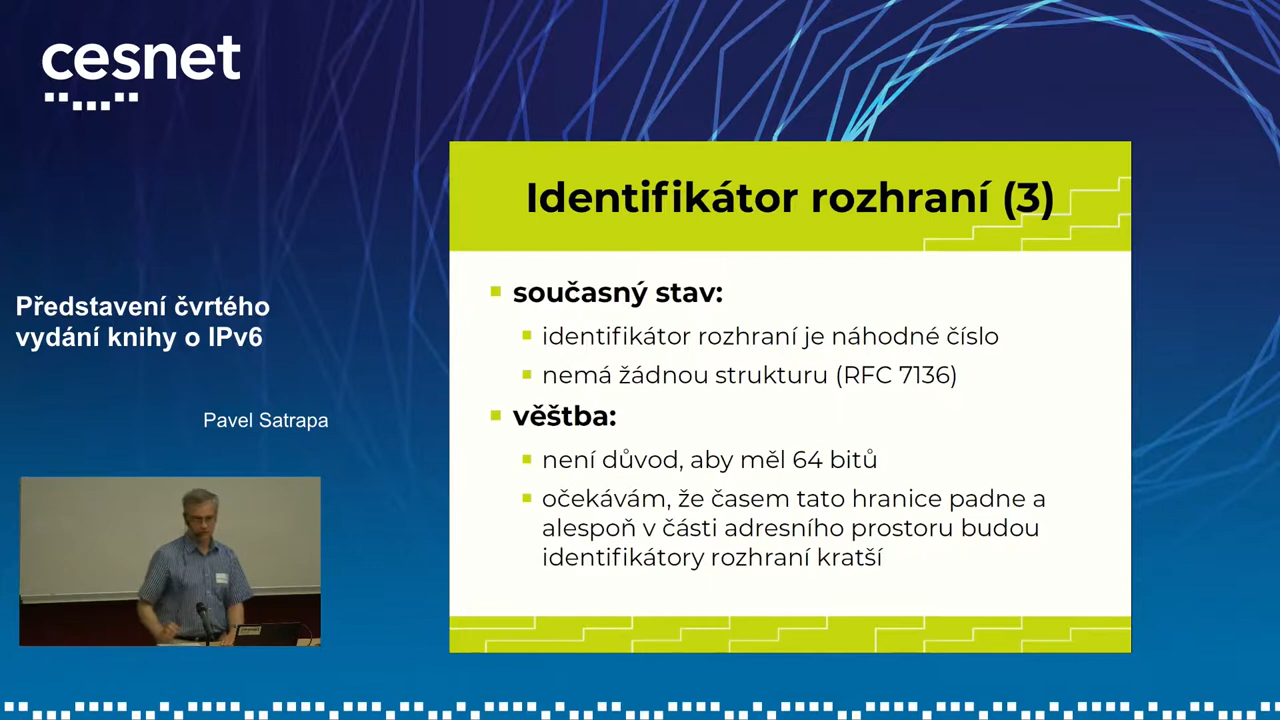 cesnet
Představení čtvrtého
vydání knihy o IPv6
Pavel Satrapa
Identifikátor rozhraní (3)
současný stav:
identifikátor rozhraní je náhodné číslo
nemá žádnou strukturu (RFC 7136)
věštba:
není důvod, aby měl 64 bitů
očekávám, že časem tato hranice padne a
alespoň v části adresního prostoru budou
identifikátory rozhraní kratší